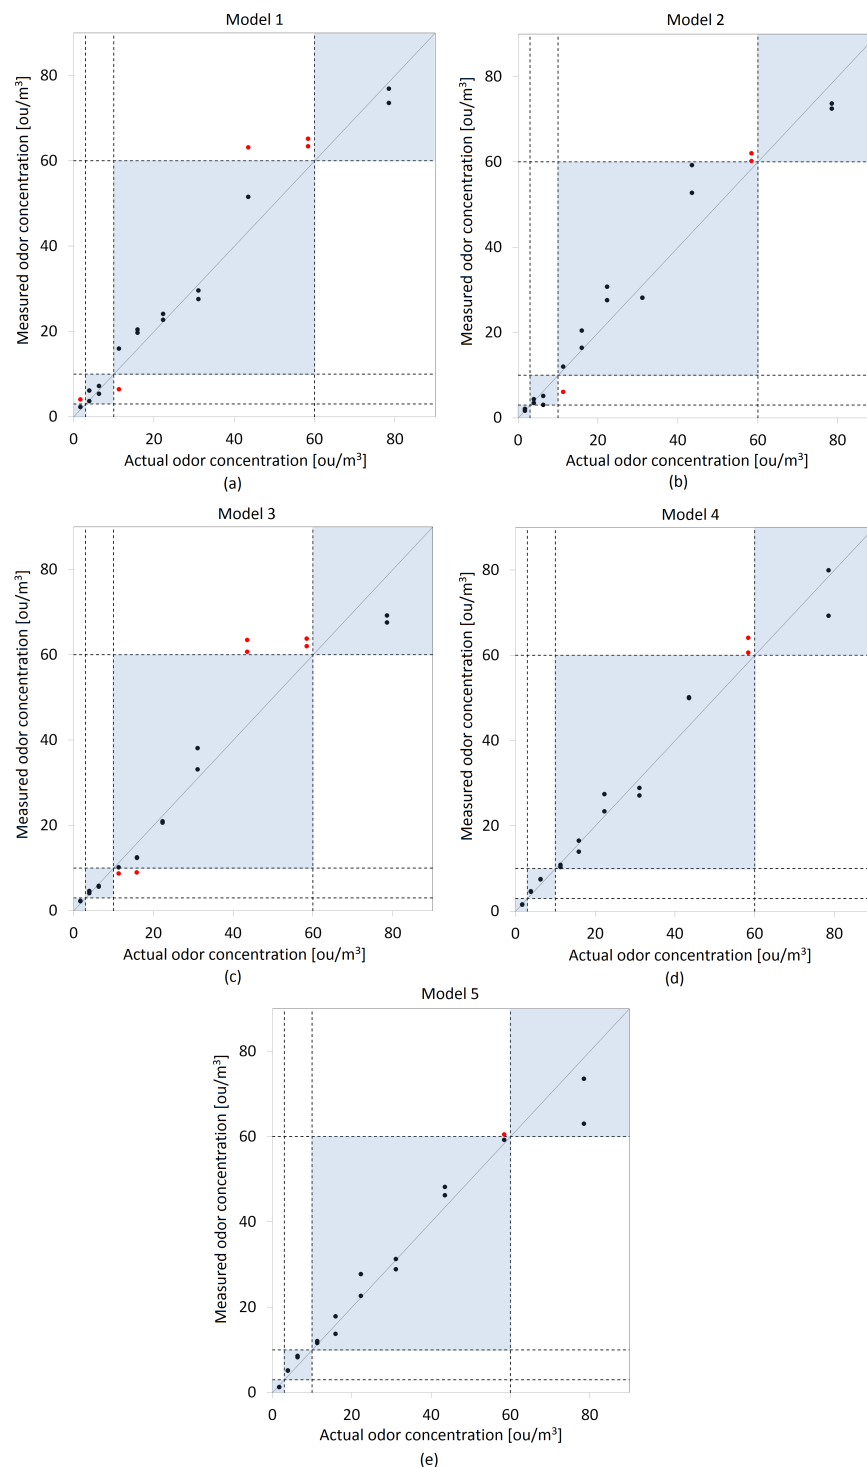 Model 1
Measured odor concentration [ou/m³]
80
60
40
20
0
0 20 40 60 80
Actual odor concentration [ou/m³]
(a)
Model 2
Measured odor concentration [ou/m³]
80
60
40
20
0
0 20 40 60 80
Actual odor concentration [ou/m³]
(b)
Model 3
Measured odor concentration [ou/m³]
80
60
40
20
0
0 20 40 60 80
Actual odor concentration [ou/m³]
(c)
Model 4
Measured odor concentration [ou/m³]
80
60
40
20
0
0 20 40 60 80
Actual odor concentration [ou/m³]
(d)
Model 5
Measured odor concentration [ou/m³]
80
60
40
20
0
0 20 40 60 80
Actual odor concentration [ou/m³]
(e)